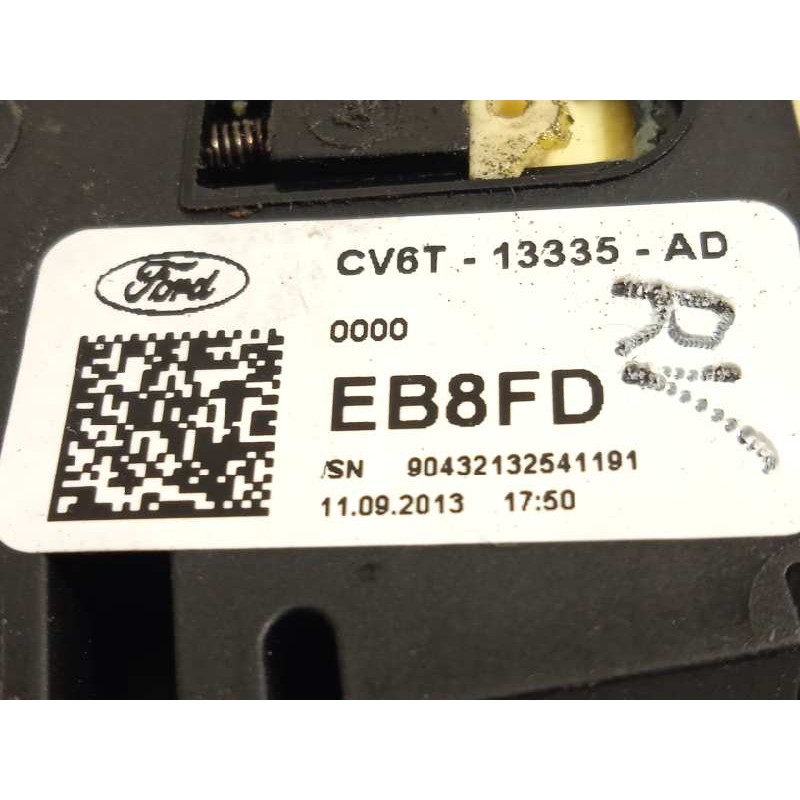 Ford
CV6T - 13335 - AD
0000
EB8FD
/SN 90432132541191
11.09.2013 17:50